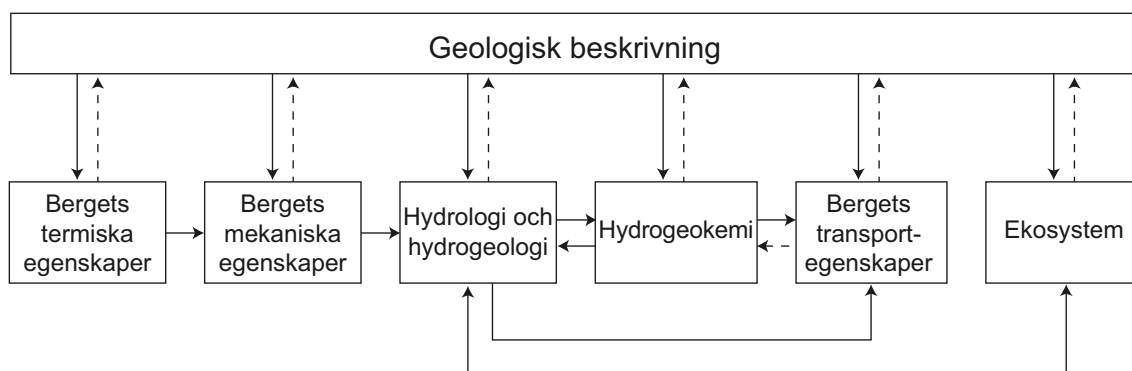 Geologisk beskrivning
Bergets
termiska
egenskaper
Bergets
mekaniska
egenskaper
Hydrologi och
hydrogeologi
Hydrogeokemi
Bergets
transport-
egenskaper
Ekosystem